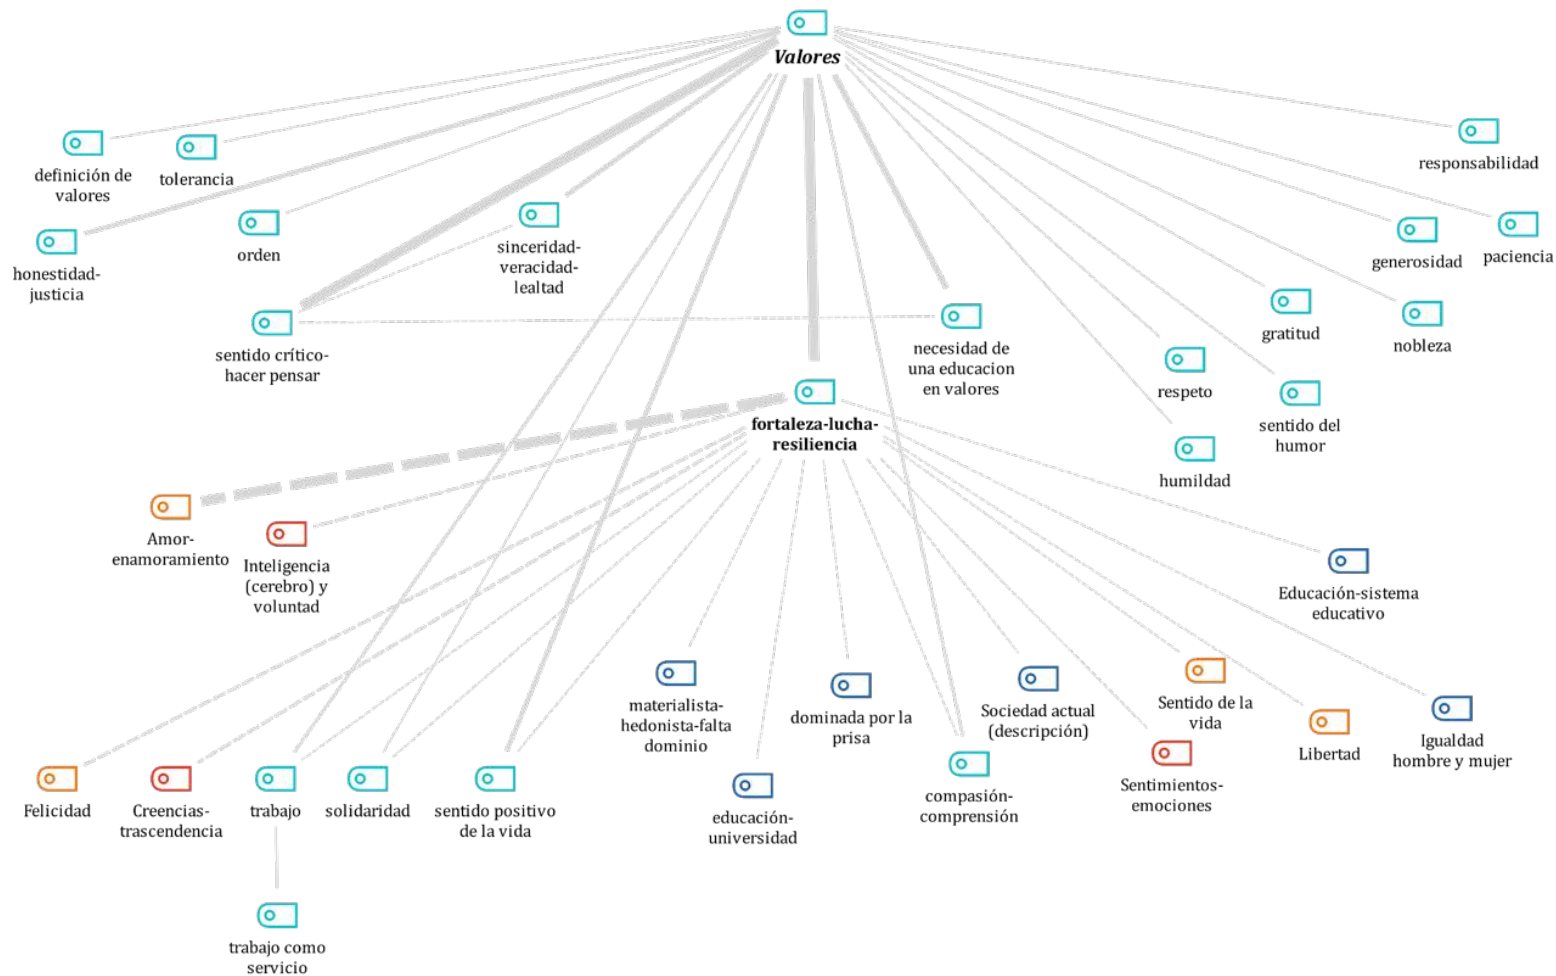 Valores
definición de
valores
tolerancia
responsabilidad
honestidad-
justicia
orden
sinceridad-
veracidad-
lealtad
generosidad
paciencia
sentido crítico-
hacer pensar
necesidad de
una educacion
en valores
gratitud
nobleza
respeto
sentido del
humor
humildad
fortaleza-lucha-
resiliencia
Amor-
enamoramiento
Inteligencia
(cerebro) y
voluntad
Educación-sistema
educativo
materialista-
hedonista-falta
dominio
dominada por la
prisa
Sociedad actual
(descripción)
Sentido de la
vida
Libertad
Igualdad
hombre y mujer
Sentimientos-
emociones
Felicidad
Creencias-
trascendencia
trabajo
solidaridad
sentido positivo
de la vida
educación-
universidad
compasión-
comprensión
trabajo como
servicio